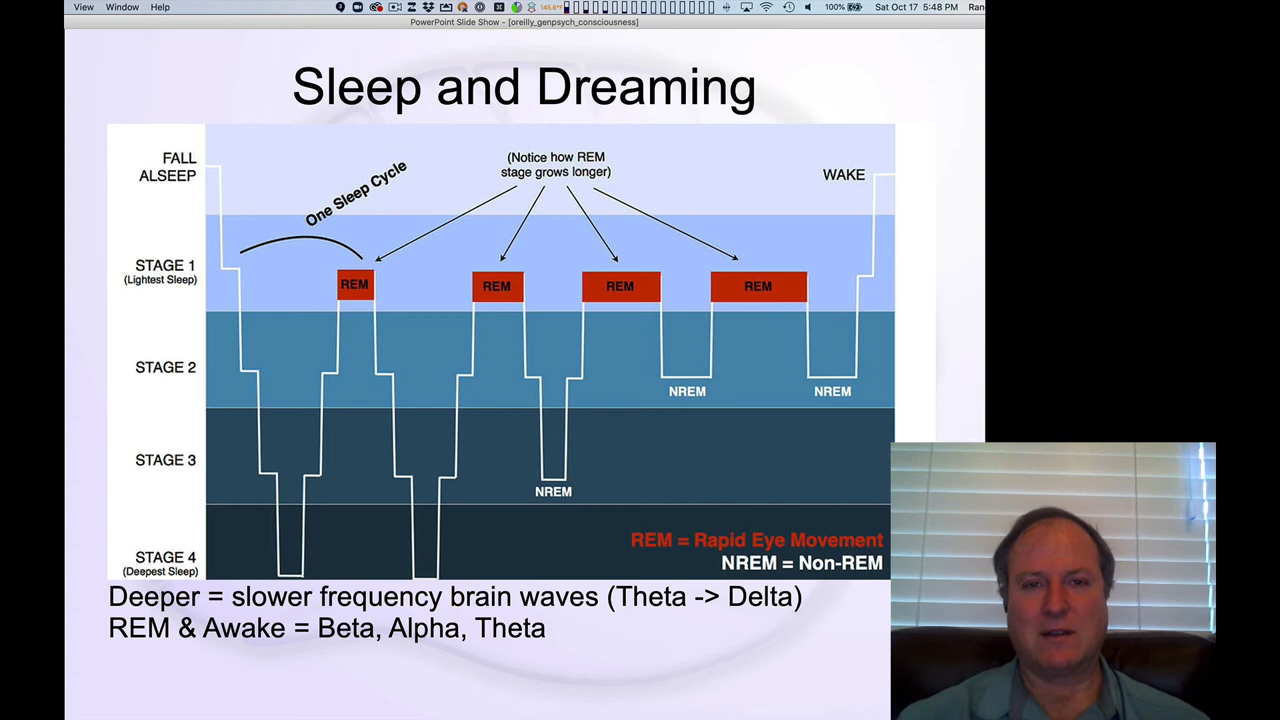 View Window Help 145.6°F 100% Sat Oct 17 5:48 PM Ran
PowerPoint Slide Show - [oreilly_genpsych_consciousness]
Sleep and Dreaming
FALL
ALSEEP
One Sleep Cycle
(Notice how REM
stage grows longer)
WAKE
STAGE 1
(Lightest Sleep)
REM
REM
REM
REM
STAGE 2
NREM
NREM
STAGE 3
NREM
REM = Rapid Eye Movement
NREM = Non-REM
STAGE 4
(Deepest Sleep)
Deeper = slower frequency brain waves (Theta -> Delta)
REM & Awake = Beta, Alpha, Theta